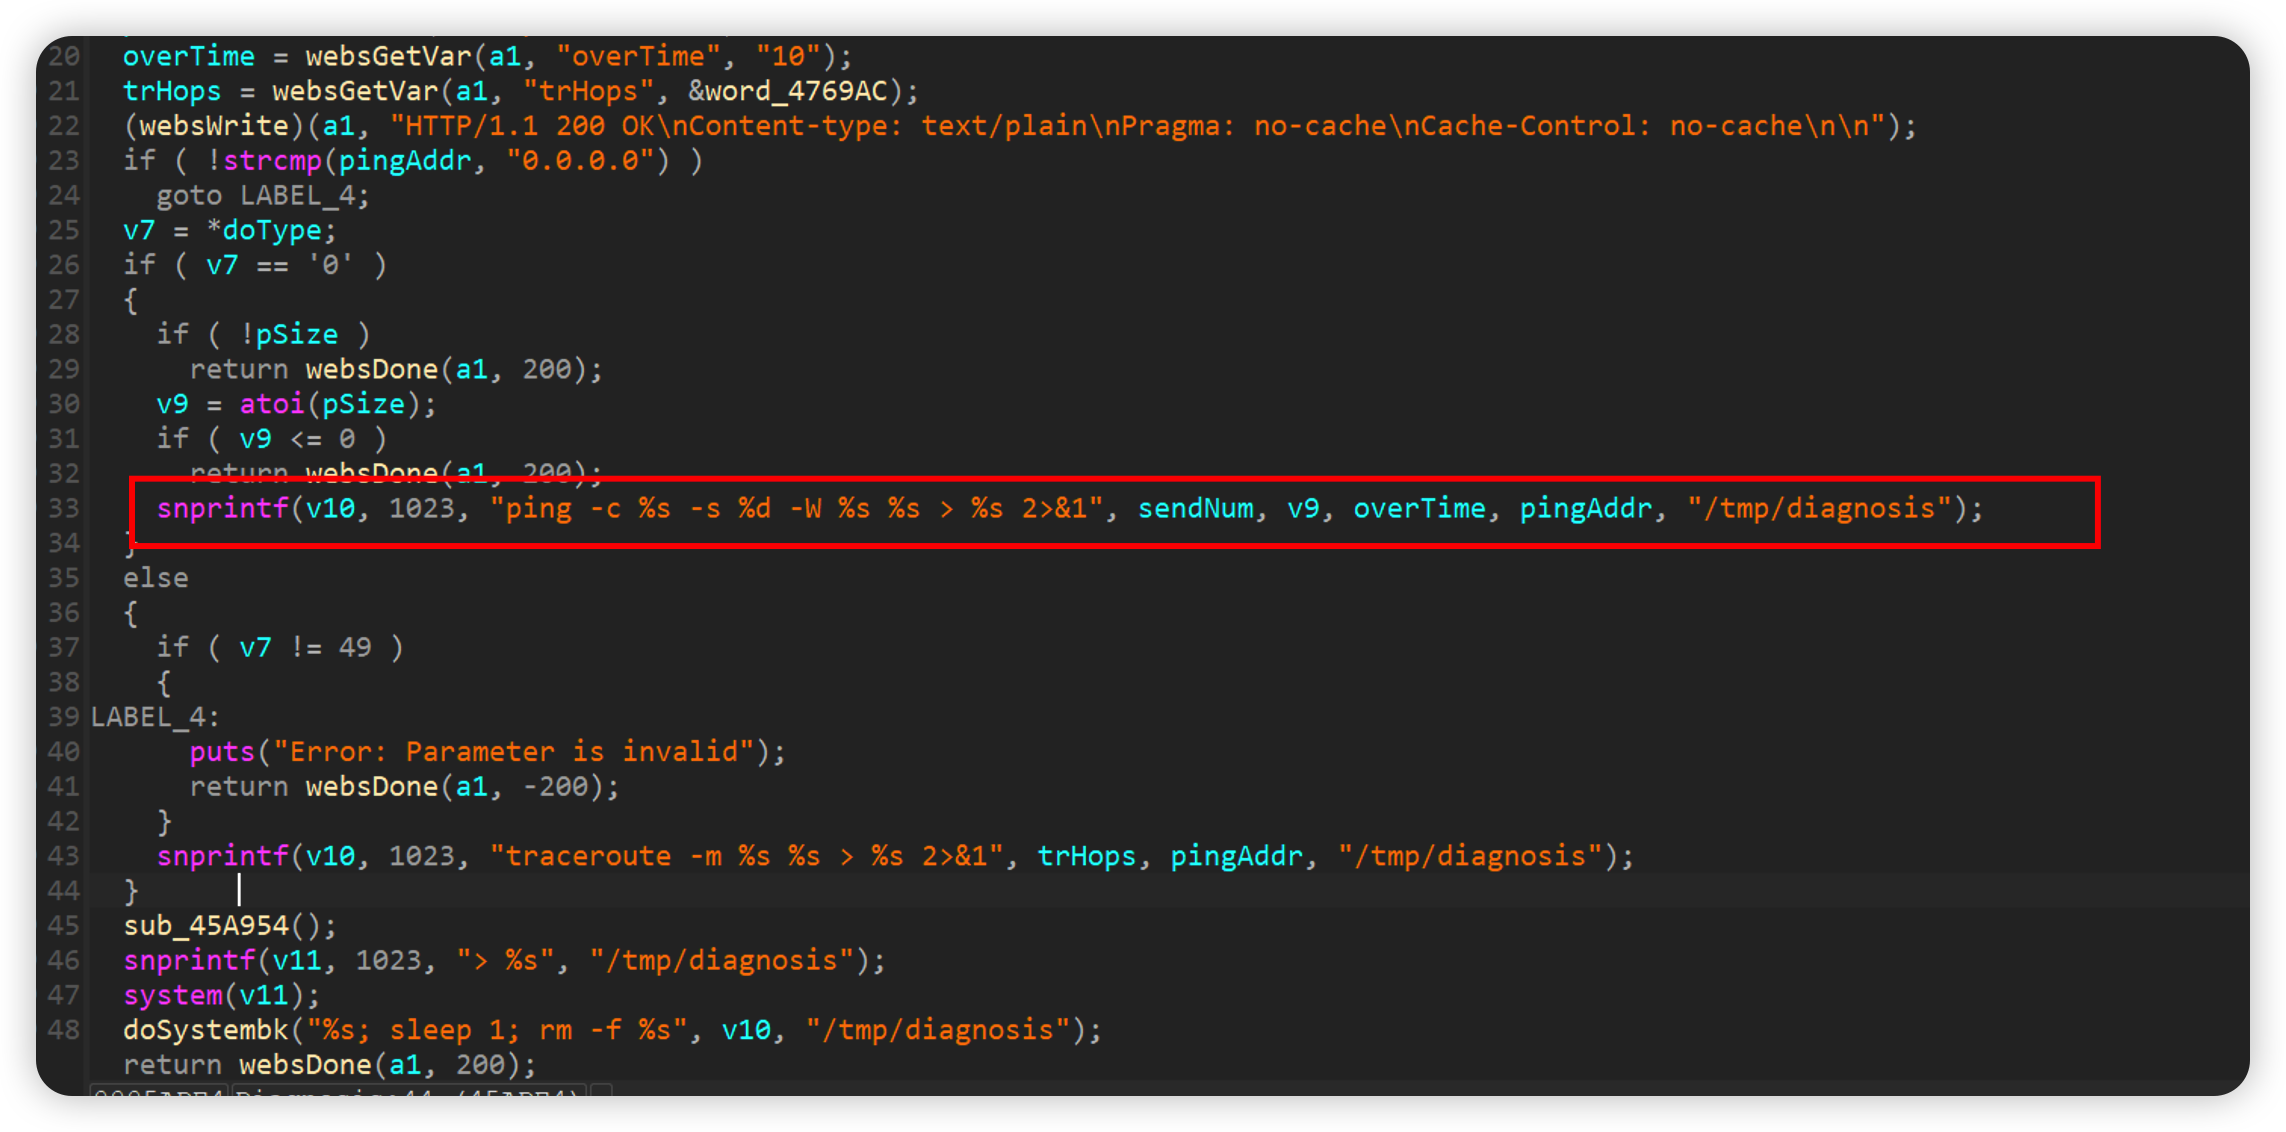 20 overTime = websGetVar(a1, "overTime", "10");
21 trHops = websGetVar(a1, "trHops", &word_4769AC);
22 (websWrite)(a1, "HTTP/1.1 200 OK\nContent-type: text/plain\nPragma: no-cache\nCache-Control: no-cache\n\n");
23 if ( !strcmp(pingAddr, "0.0.0.0") )
24 goto LABEL_4;
25 v7 = *doType;
26 if ( v7 == '0' )
27 {
28 if ( !pSize )
29 return websDone(a1, 200);
30 v9 = atoi(pSize);
31 if ( v9 <= 0 )
32 return websDone(a1, 200);
33 snprintf(v10, 1023, "ping -c %s -s %d -W %s %s > %s 2>&1", sendNum, v9, overTime, pingAddr, "/tmp/diagnosis");
34 }
35 else
36 {
37 if ( v7 != 49 )
38 {
39 LABEL_4:
40 puts("Error: Parameter is invalid");
41 return websDone(a1, -200);
42 }
43 snprintf(v10, 1023, "traceroute -m %s %s > %s 2>&1", trHops, pingAddr, "/tmp/diagnosis");
44 }
45 sub_45A954();
46 snprintf(v11, 1023, "> %s", "/tmp/diagnosis");
47 system(v11);
48 doSystembk("%s; sleep 1; rm -f %s", v10, "/tmp/diagnosis");
return websDone(a1, 200);